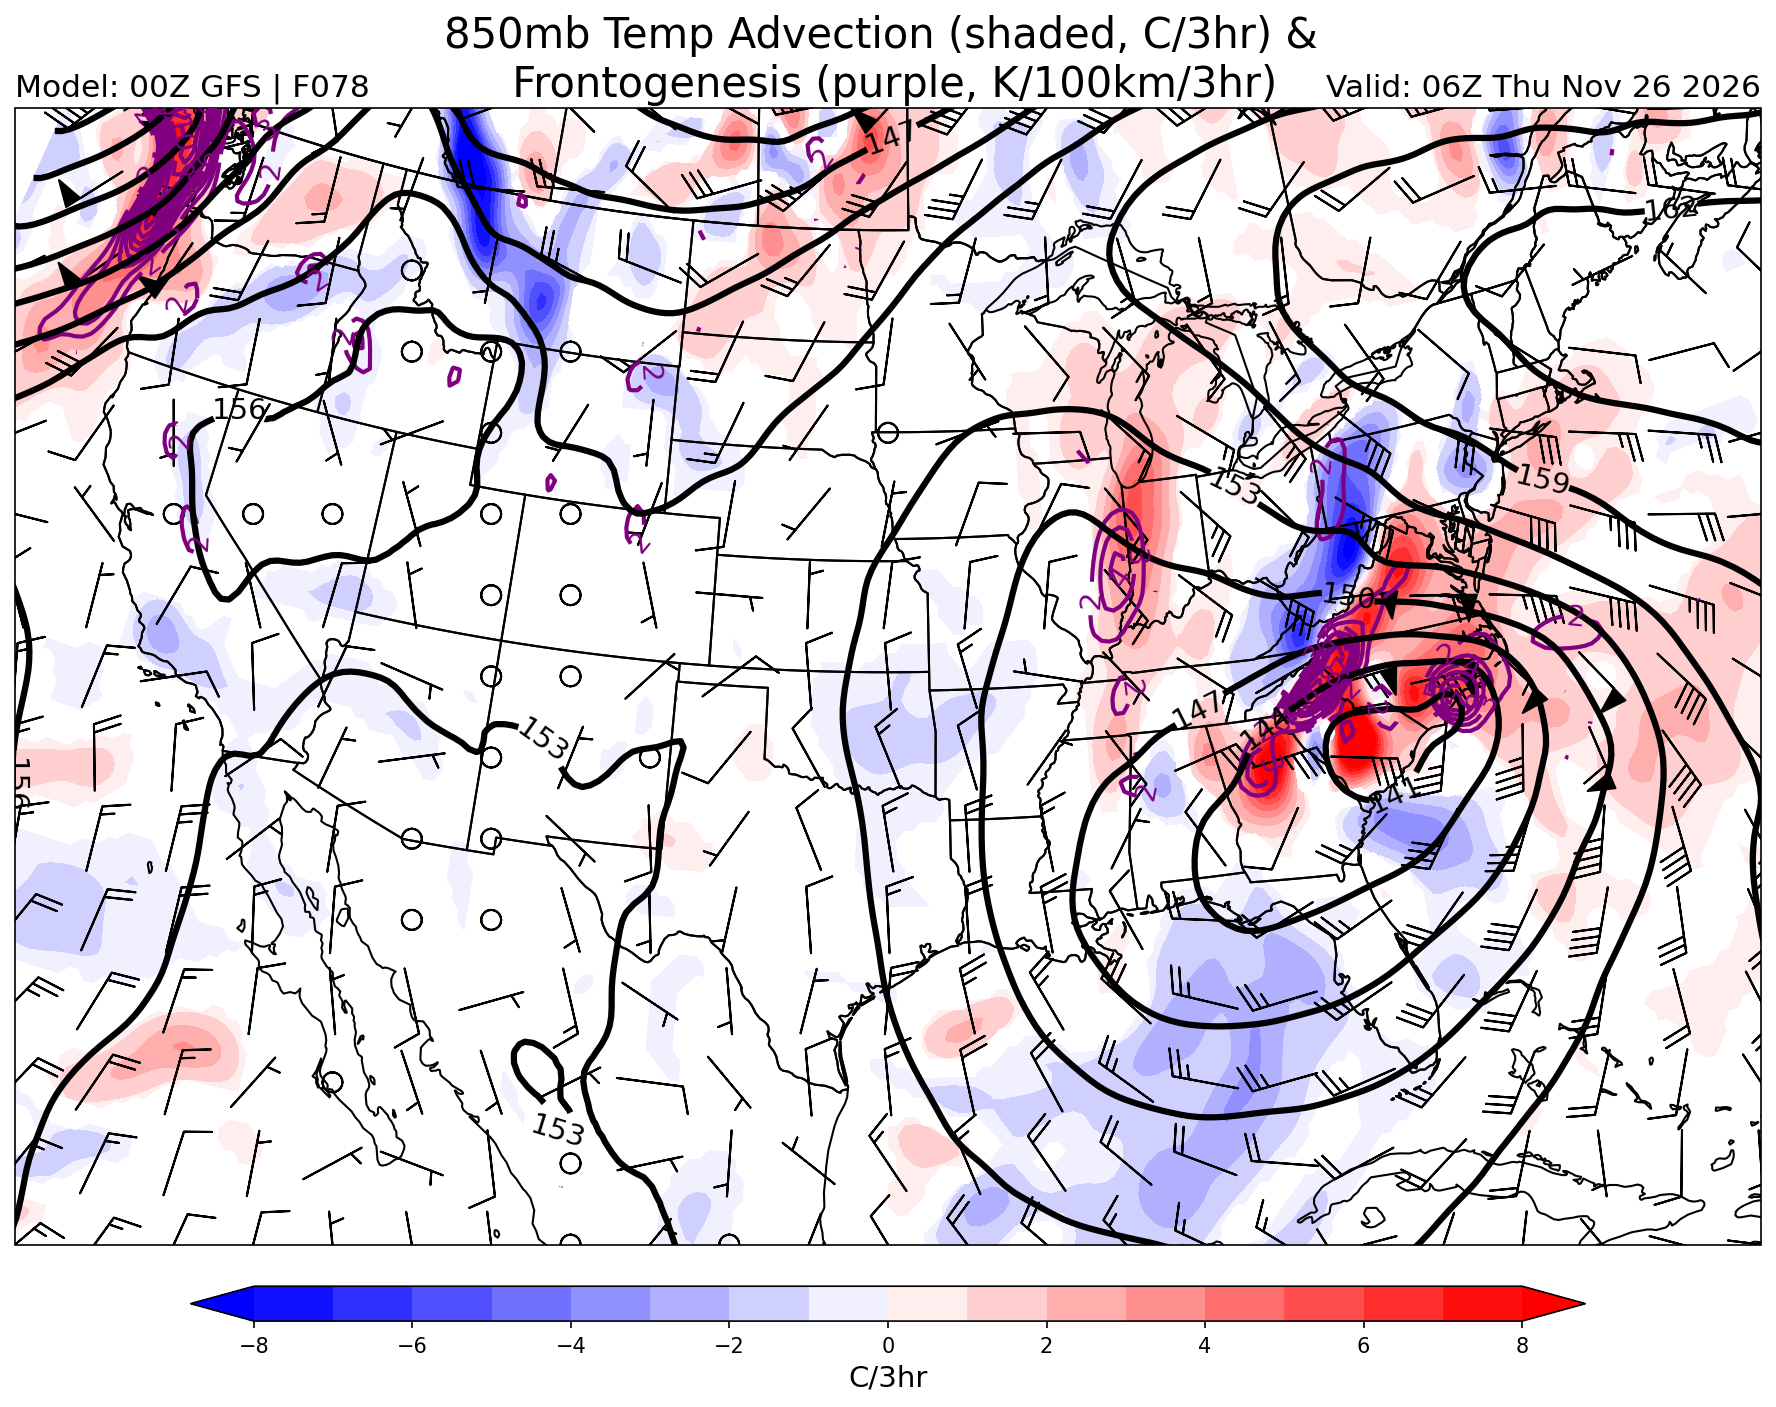 850mb Temp Advection (shaded, C/3hr) &
Frontogenesis (purple, K/100km/3hr)
Model: 00Z GFS | F078
Valid: 06Z Thu Nov 26 2026
147
162
156
153
159
150
147
144
153
141
156
153
−8 −6 −4 −2 0 2 4 6 8
C/3hr